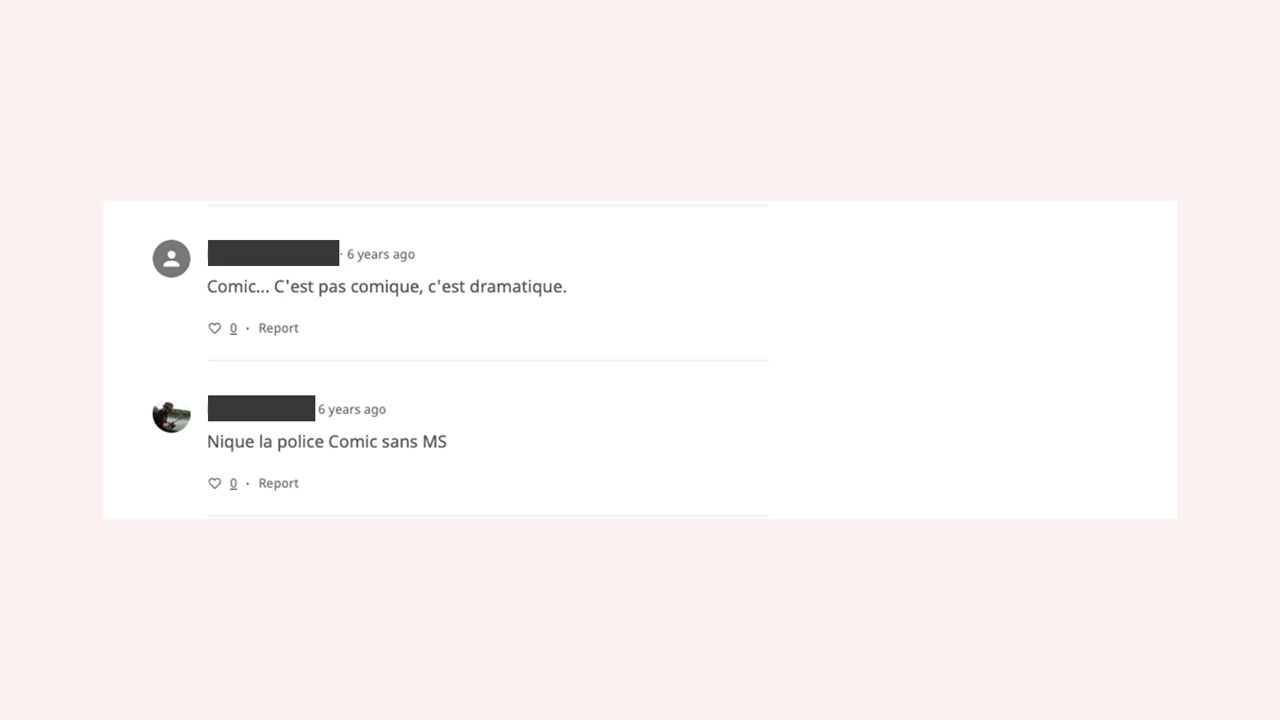 · 6 years ago
Comic... C'est pas comique, c'est dramatique.
0 · Report
6 years ago
Nique la police Comic sans MS
0 · Report